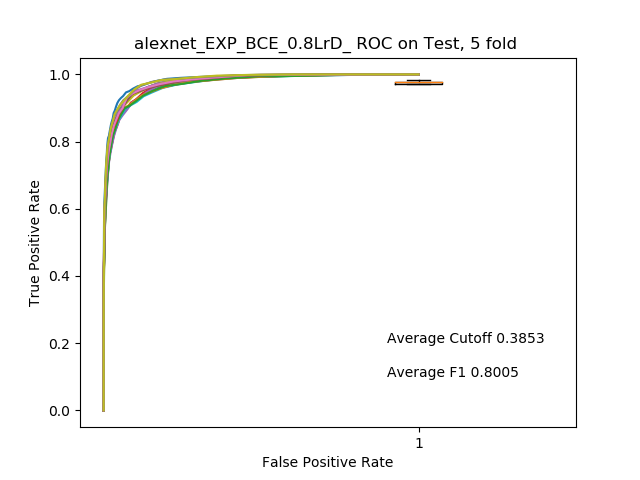 alexnet_EXP_BCE_0.8LrD_ ROC on Test, 5 fold
1.0
0.8
0.6
0.4
0.2
0.0
True Positive Rate
Average Cutoff 0.3853
Average F1 0.8005
1
False Positive Rate